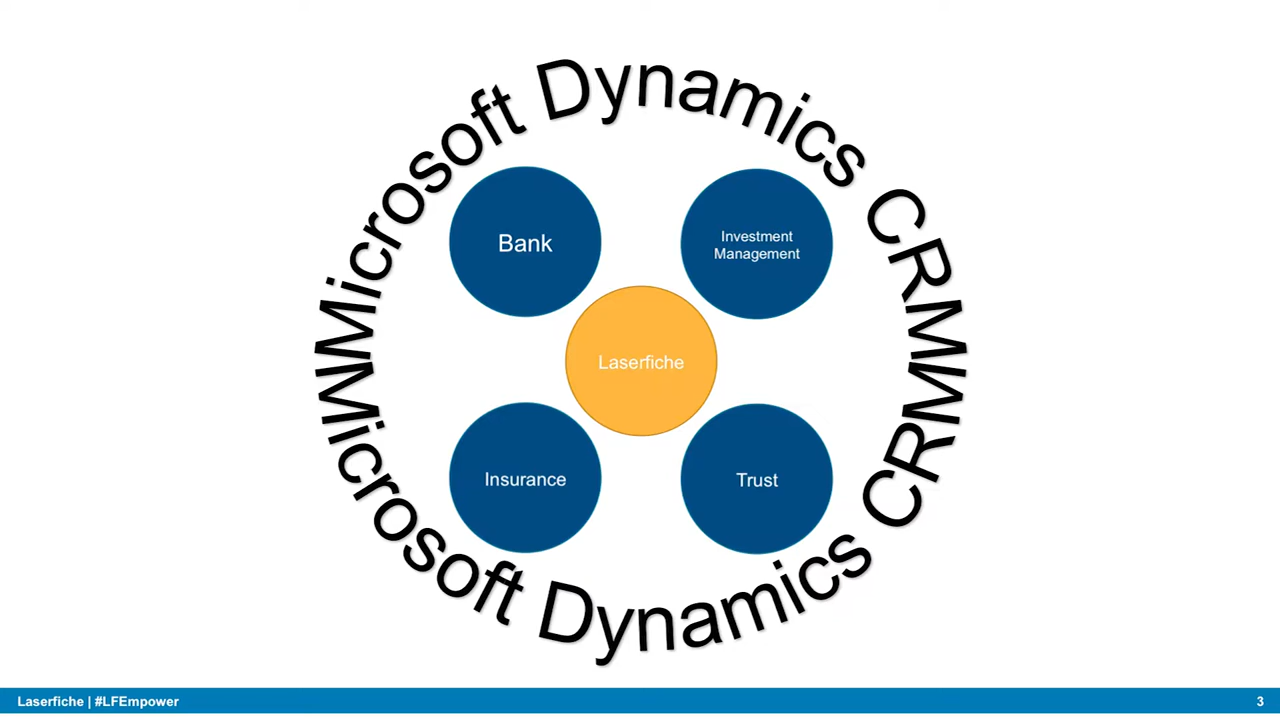 Microsoft Dynamics CRM
Bank
Investment
Management
Laserfiche
Insurance
Trust
Microsoft Dynamics CRM
Laserfiche | #LFEmpower
3